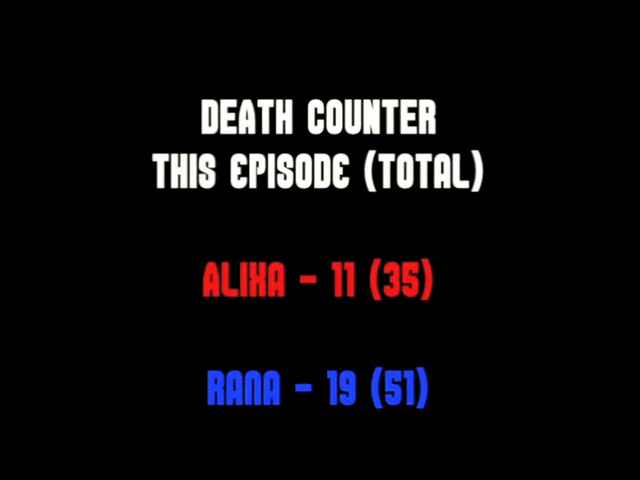 DEATH COUNTER
THIS EPISODE (TOTAL)
ALIXA - 11 (35)
RANA - 19 (51)